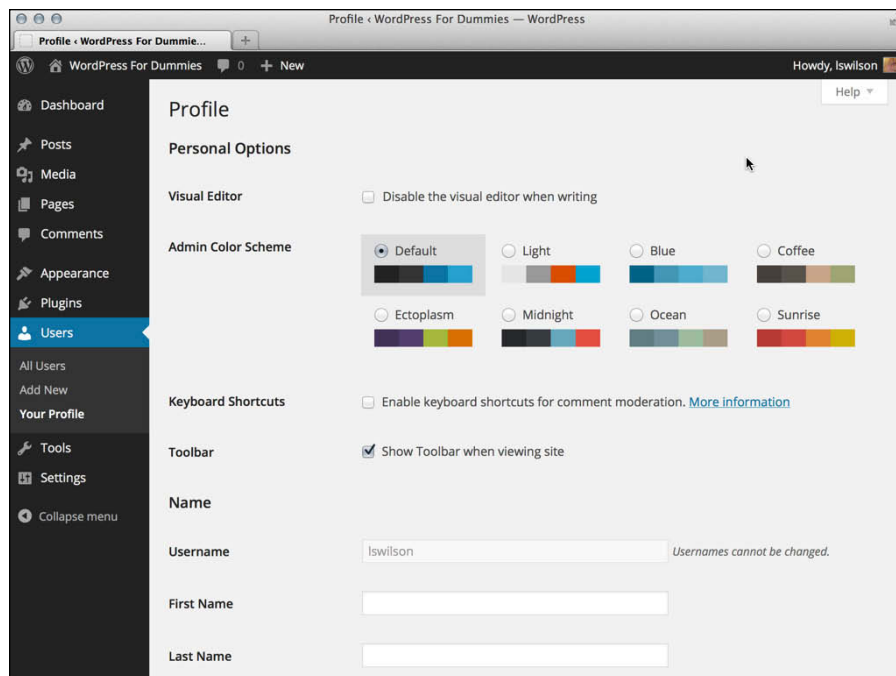 Profile ‹ WordPress For Dummies — WordPress
Profile ‹ WordPress For Dummie...
WordPress For Dummies 0 New Howdy, lswilson
Help
Dashboard
Posts
Media
Pages
Comments
Appearance
Plugins
Users
All Users
Add New
Your Profile
Tools
Settings
Collapse menu
Profile
Personal Options
Visual Editor Disable the visual editor when writing
Admin Color Scheme
Default Light Blue Coffee
Ectoplasm Midnight Ocean Sunrise
Keyboard Shortcuts Enable keyboard shortcuts for comment moderation. More information
Toolbar Show Toolbar when viewing site
Name
Username lswilson Usernames cannot be changed.
First Name
Last Name